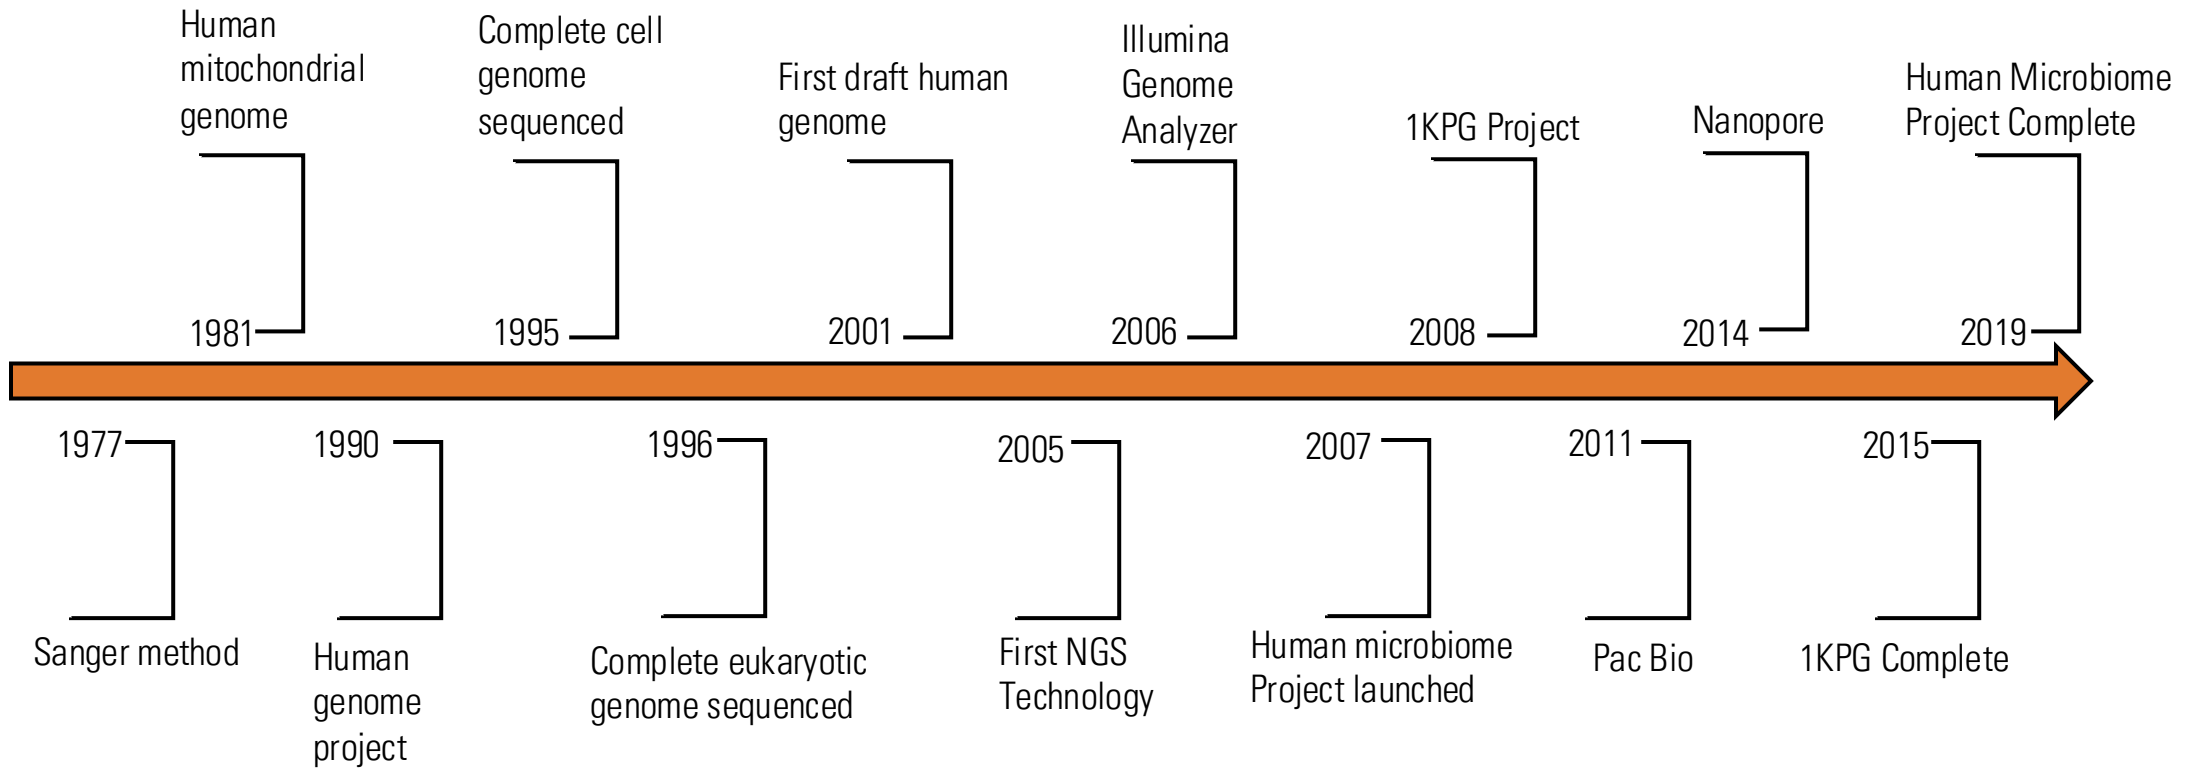 Human
mitochondrial
genome
Complete cell
genome
sequenced
First draft human
genome
Illumina
Genome
Analyzer
1KPG Project
Nanopore
Human Microbiome
Project Complete
1981
1995
2001
2006
2008
2014
2019
1977
1990
1996
2005
2007
2011
2015
Sanger method
Human
genome
project
Complete eukaryotic
genome sequenced
First NGS
Technology
Human microbiome
Project launched
Pac Bio
1KPG Complete